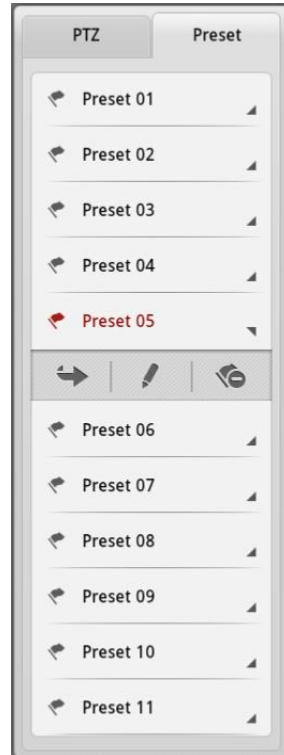 PTZ Preset
Preset 01
Preset 02
Preset 03
Preset 04
Preset 05
Preset 06
Preset 07
Preset 08
Preset 09
Preset 10
Preset 11